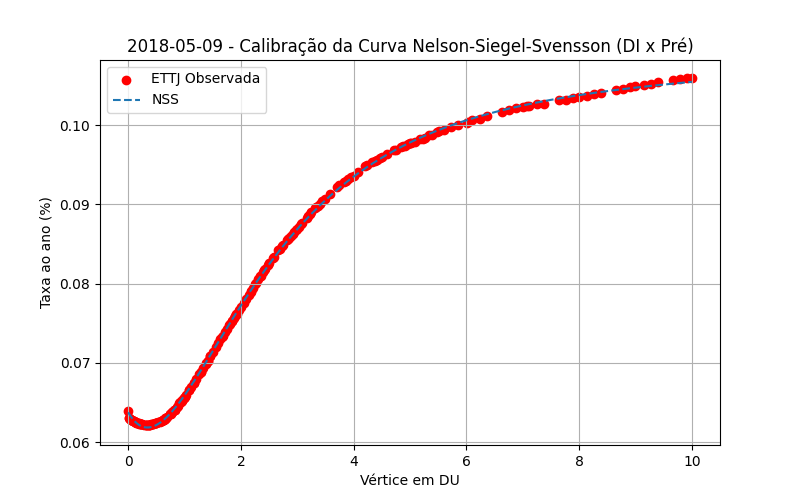 2018-05-09 - Calibração da Curva Nelson-Siegel-Svensson (DI x Pré)
ETTJ Observada
NSS
Taxa ao ano (%)
0.10
0.09
0.08
0.07
0.06
0 2 4 6 8 10
Vértice em DU